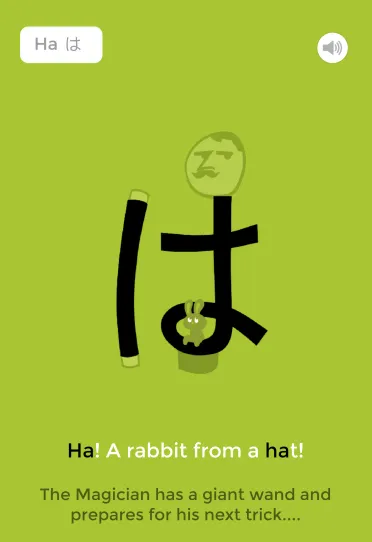 Ha は
は
Ha! A rabbit from a hat!
The Magician has a giant wand and
prepares for his next trick....